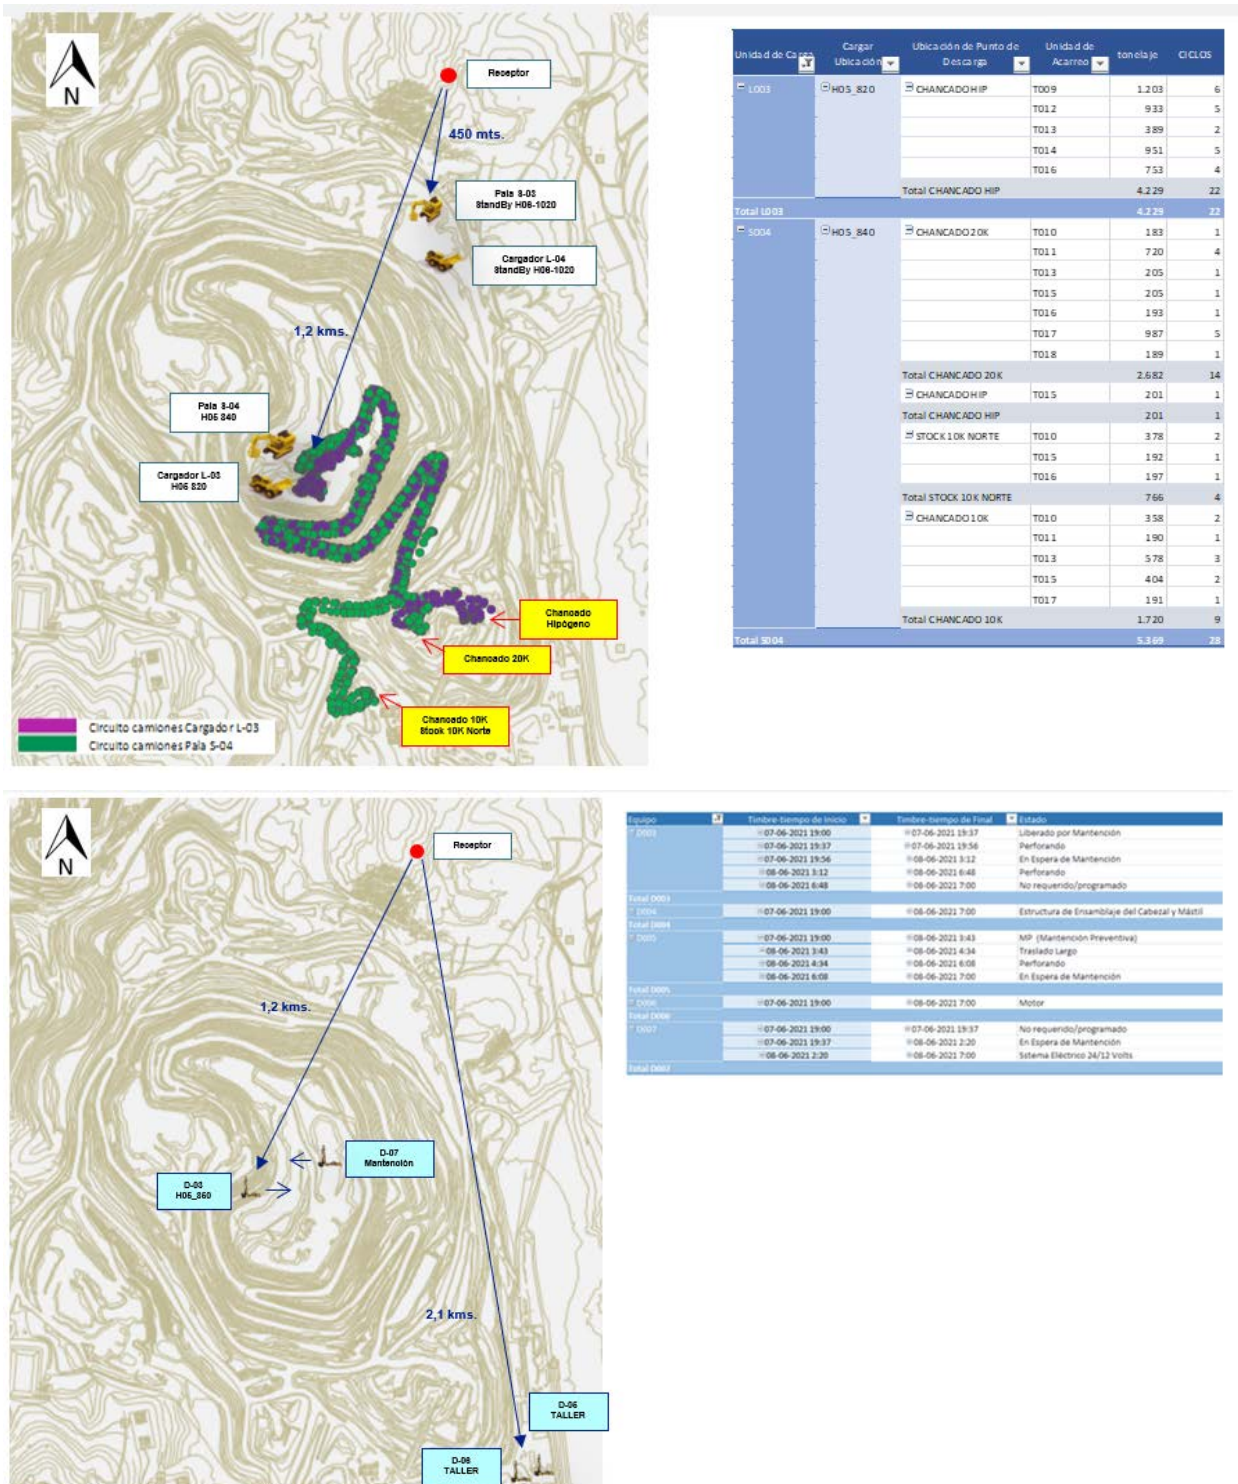 N
Receptor
450 mts.
Pala S-03
StandBy H06-1020
Cargador L-04
StandBy H06-1020
1,2 kms.
Pala S-04
H05 840
Cargador L-03
H05 820
Chancado
Hipógeno
Chancado 20K
Chancado 10K
Stock 10K Norte
Circuito camiones Cargador L-03
Circuito camiones Pala S-04
Unidad de Carga Cargar Ubicación Ubicación de Punto de Descarga Unidad de Acarreo tonelaje CICLOS
L003 H05_820 CHANCADO HIP T009 1.203 6
T012 933 5
T013 389 2
T014 951 5
T016 753 4
Total CHANCADO HIP 4.229 22
Total L003 4.229 22
S004 H05_840 CHANCADO 20K T010 183 1
T011 720 4
T013 205 1
T015 205 1
T016 193 1
T017 987 5
T018 189 1
Total CHANCADO 20K 2.682 14
CHANCADO HIP T015 201 1
Total CHANCADO HIP 201 1
STOCK 10K NORTE T010 378 2
T015 192 1
T016 197 1
Total STOCK 10K NORTE 766 4
CHANCADO 10K T010 358 2
T011 190 1
T013 578 3
T015 404 2
T017 191 1
Total CHANCADO 10K 1.720 9
Total S004 5.369 28
N
Receptor
1,2 kms.
D-07
Mantención
D-03
H05_860
2,1 kms.
TALLER
TALLER
Equipo Timbre-tiempo de Inicio Timbre-tiempo de Final Estado
D003 07-06-2021 19:00 07-06-2021 19:37 Liberado por Mantención
07-06-2021 19:37 07-06-2021 19:56 Perforando
07-06-2021 19:56 08-06-2021 3:12 En Espera de Mantención
08-06-2021 3:12 08-06-2021 6:48 Perforando
08-06-2021 6:48 08-06-2021 7:00 No requerido/programado
Total D003
D004 07-06-2021 19:00 08-06-2021 7:00 Estructura de Ensamblaje del Cabezal y Mástil
Total D004
D005 07-06-2021 19:00 08-06-2021 3:43 MP (Mantención Preventiva)
08-06-2021 3:43 08-06-2021 4:34 Traslado Largo
08-06-2021 4:34 08-06-2021 6:08 Perforando
08-06-2021 6:08 08-06-2021 7:00 En Espera de Mantención
Total D005
D006 07-06-2021 19:00 08-06-2021 7:00 Motor
Total D006
D007 07-06-2021 19:00 07-06-2021 19:37 No requerido/programado
07-06-2021 19:37 08-06-2021 2:20 En Espera de Mantención
08-06-2021 2:20 08-06-2021 7:00 Sstema Eléctrico 24/12 Volts
Total D007